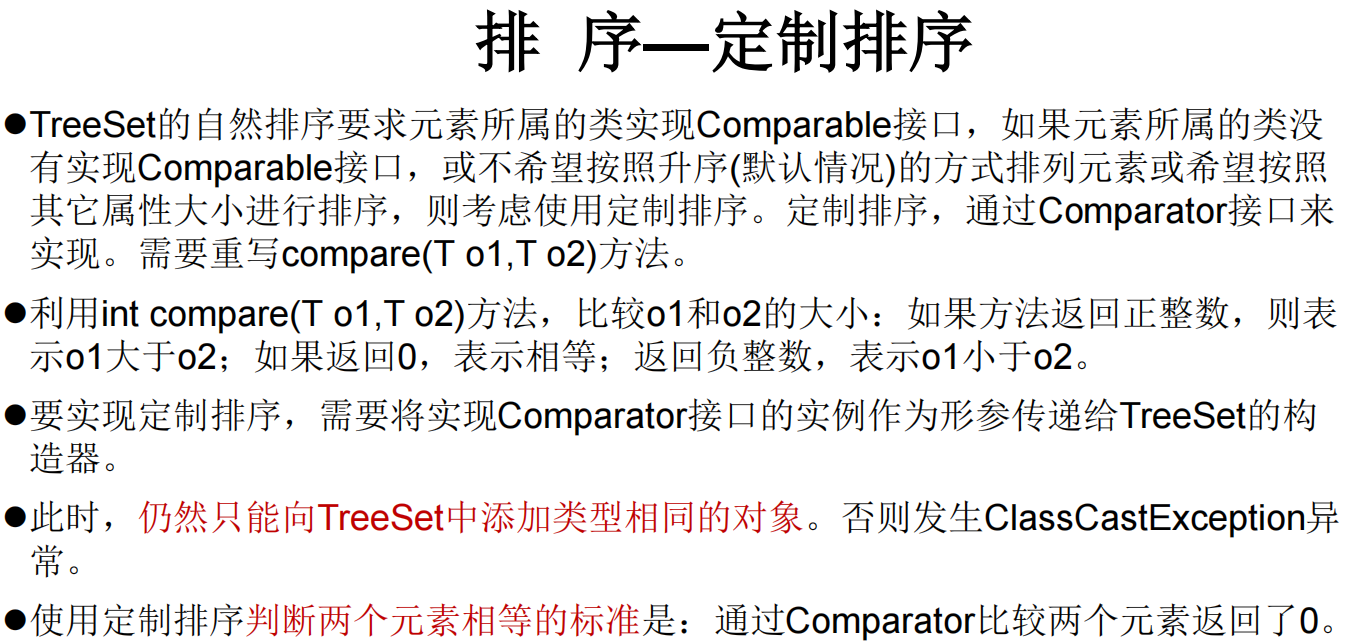 排 序—定制排序
●TreeSet的自然排序要求元素所属的类实现Comparable接口，如果元素所属的类没
有实现Comparable接口，或不希望按照升序(默认情况)的方式排列元素或希望按照
其它属性大小进行排序，则考虑使用定制排序。定制排序，通过Comparator接口来
实现。需要重写compare(T o1,T o2)方法。
●利用int compare(T o1,T o2)方法，比较o1和o2的大小：如果方法返回正整数，则表
示o1大于o2；如果返回0，表示相等；返回负整数，表示o1小于o2。
●要实现定制排序，需要将实现Comparator接口的实例作为形参传递给TreeSet的构
造器。
●此时，仍然只能向TreeSet中添加类型相同的对象。否则发生ClassCastException异
常。
●使用定制排序判断两个元素相等的标准是：通过Comparator比较两个元素返回了0。